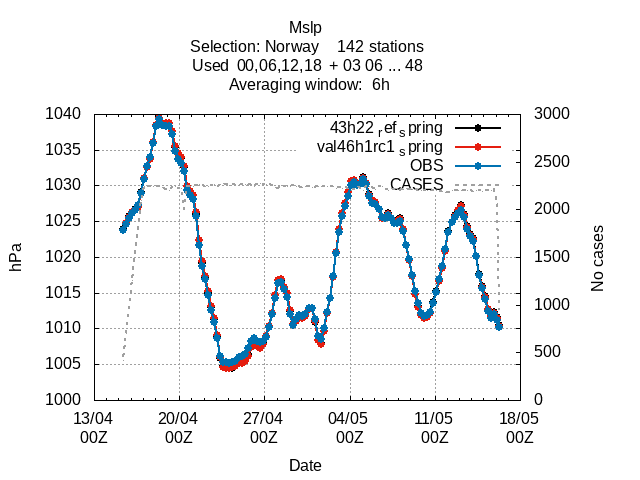 Mslp
Selection: Norway 142 stations
Used 00,06,12,18 + 03 06 ... 48
Averaging window: 6h
1040
1035
1030
1025
1020
1015
1010
1005
1000
hPa
3000
2500
2000
1500
1000
500
0
No cases
43h22 refs pring
val46h1rc1 s pring
OBS
CASES
13/04 20/04 27/04 04/05 11/05 18/05
00Z 00Z 00Z 00Z 00Z 00Z
Date